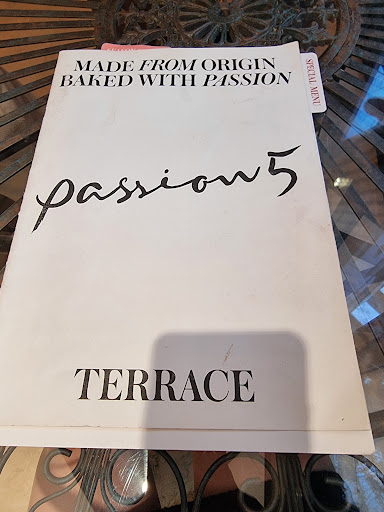 MADE FROM ORIGIN
BAKED WITH PASSION
SPECIAL MENU
passion5
TERRACE